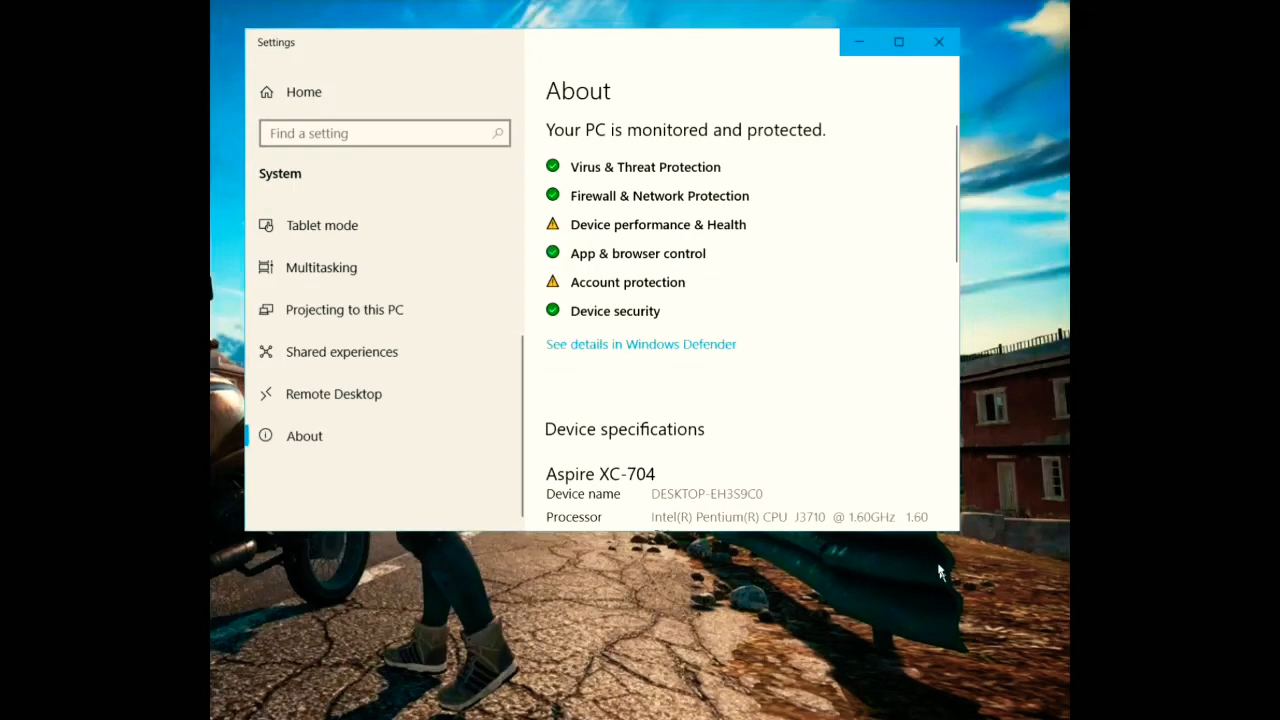 Settings
Home
Find a setting
System
Tablet mode
Multitasking
Projecting to this PC
Shared experiences
Remote Desktop
About
About
Your PC is monitored and protected.
Virus & Threat Protection
Firewall & Network Protection
Device performance & Health
App & browser control
Account protection
Device security
See details in Windows Defender
Device specifications
Aspire XC-704
Device name DESKTOP-EH3S9C0
Processor Intel(R) Pentium(R) CPU J3710 @ 1.60GHz 1.60